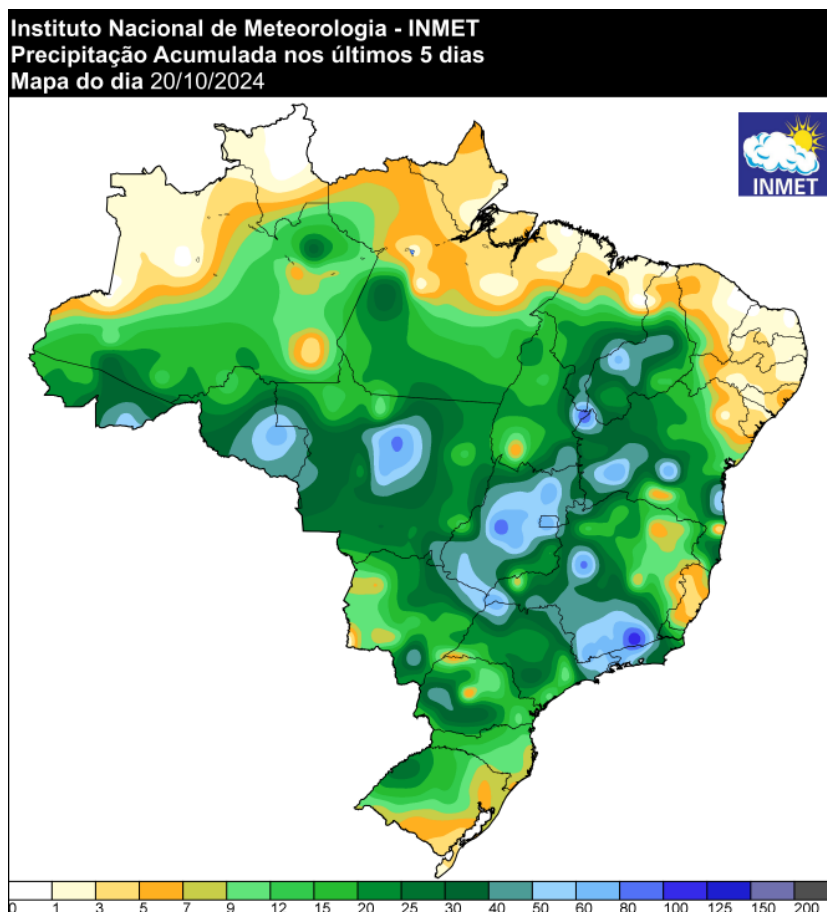 Instituto Nacional de Meteorologia - INMET
Precipitação Acumulada nos últimos 5 dias
Mapa do dia 20/10/2024
INMET
0 1 3 5 7 9 12 15 20 25 30 40 50 60 80 100 125 150 200